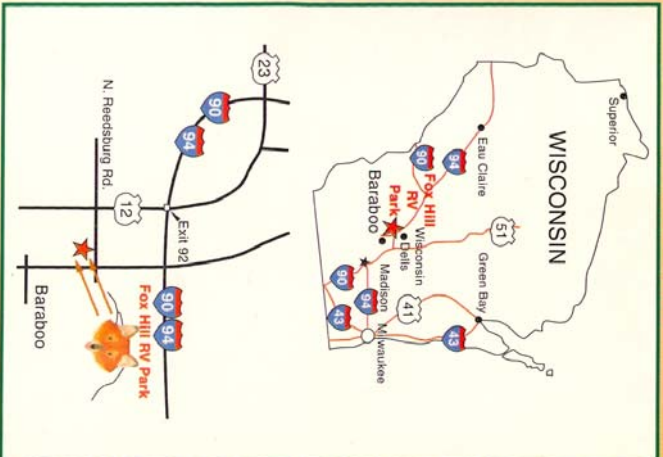 Superior
WISCONSIN
51
Eau Claire
Green Bay
94
43
90
Fox Hill
RV
Park
Wisconsin
Dells
41
Baraboo
Madison
Milwaukee
94
90
43
23
90
94
Exit 92
90 94
Fox Hill RV Park
12
N. Reedsburg Rd.
Baraboo